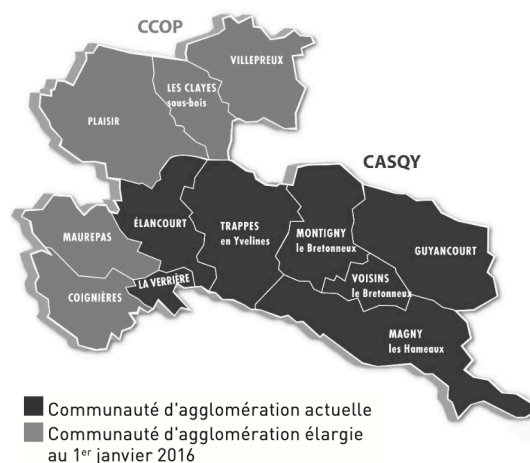 CCOP
VILLEPREUX
LES CLAYES
sous-bois
PLAISIR
CASQY
ÉLANCOURT
TRAPPES
en Yvelines
MONTIGNY
le Bretonneux
GUYANCOURT
MAUREPAS
VOISINS
le Bretonneux
LA VERRIÈRE
COIGNIÈRES
MAGNY
les Hameaux
Communauté d'agglomération actuelle
Communauté d'agglomération élargie
au 1er janvier 2016